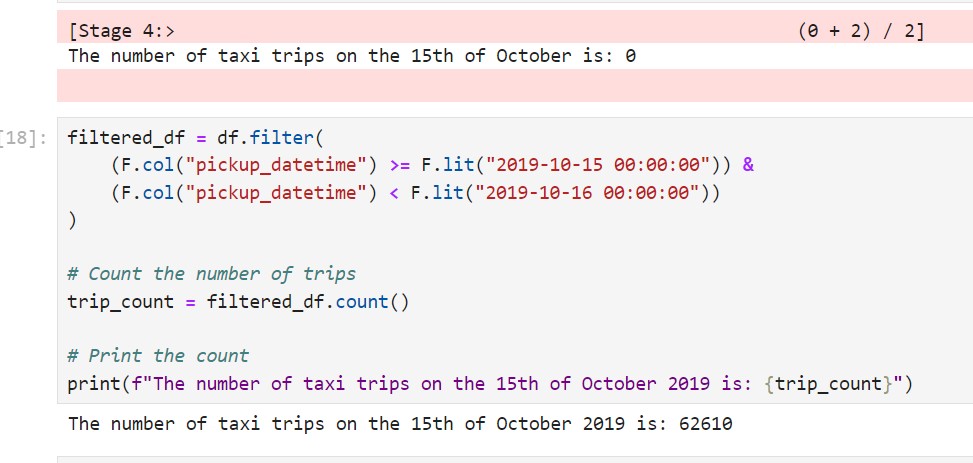 [Stage 4:> (0 + 2) / 2]
The number of taxi trips on the 15th of October is: 0
[18]:
filtered_df = df.filter(
(F.col("pickup_datetime") >= F.lit("2019-10-15 00:00:00")) &
(F.col("pickup_datetime") < F.lit("2019-10-16 00:00:00"))
)
# Count the number of trips
trip_count = filtered_df.count()
# Print the count
print(f"The number of taxi trips on the 15th of October 2019 is: {trip_count}")
The number of taxi trips on the 15th of October 2019 is: 62610